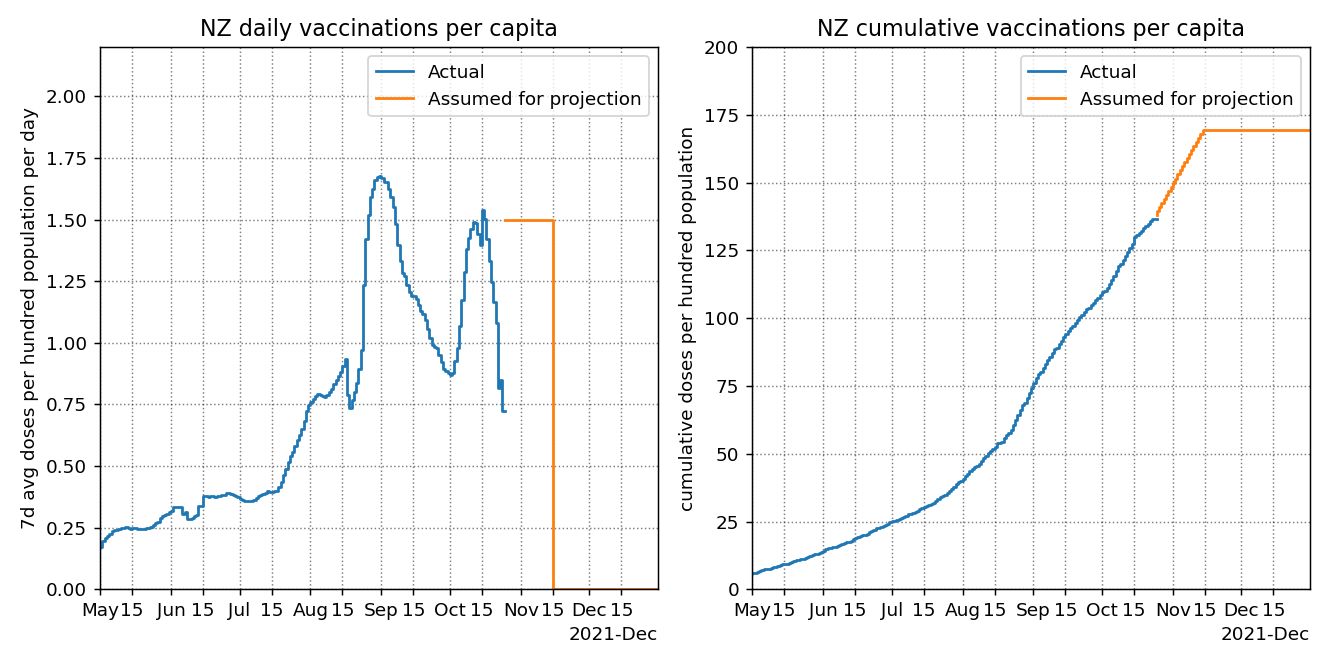 NZ daily vaccinations per capita
7d avg doses per hundred population per day
2.00
1.75
1.50
1.25
1.00
0.75
0.50
0.25
0.00
Actual
Assumed for projection
May 15 Jun 15 Jul 15 Aug 15 Sep 15 Oct 15 Nov 15 Dec 15
2021-Dec
NZ cumulative vaccinations per capita
cumulative doses per hundred population
200
175
150
125
100
75
50
25
0
Actual
Assumed for projection
May 15 Jun 15 Jul 15 Aug 15 Sep 15 Oct 15 Nov 15 Dec 15
2021-Dec